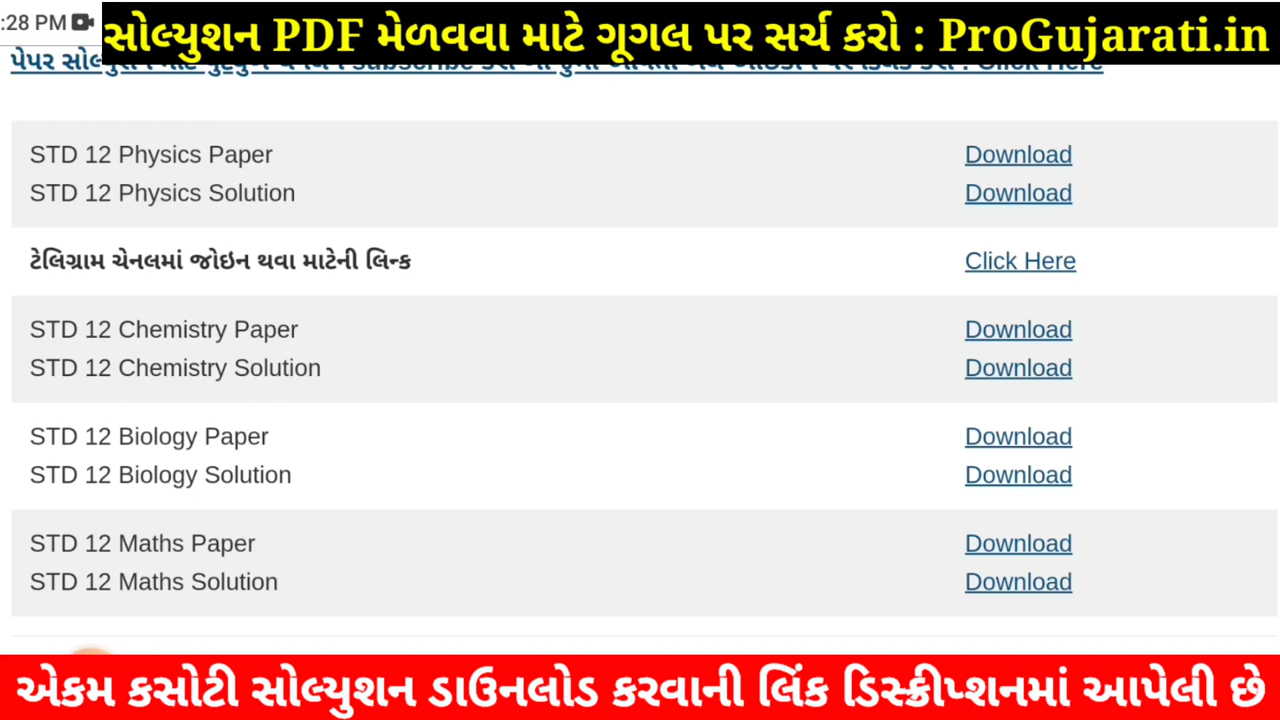 :28 PM
સોલ્યુશન PDF મેળવવા માટે ગૂગલ પર સર્ચ કરો : ProGujarati.in
પેપર
STD 12 Physics Paper Download
STD 12 Physics Solution Download
ટેલિગ્રામ ચેનલમાં જોઇન થવા માટેની લિન્ક Click Here
STD 12 Chemistry Paper Download
STD 12 Chemistry Solution Download
STD 12 Biology Paper Download
STD 12 Biology Solution Download
STD 12 Maths Paper Download
STD 12 Maths Solution Download
એકમ કસોટી સોલ્યુશન ડાઉનલોડ કરવાની લિંક ડિસ્ક્રીપ્શનમાં આપેલી છે